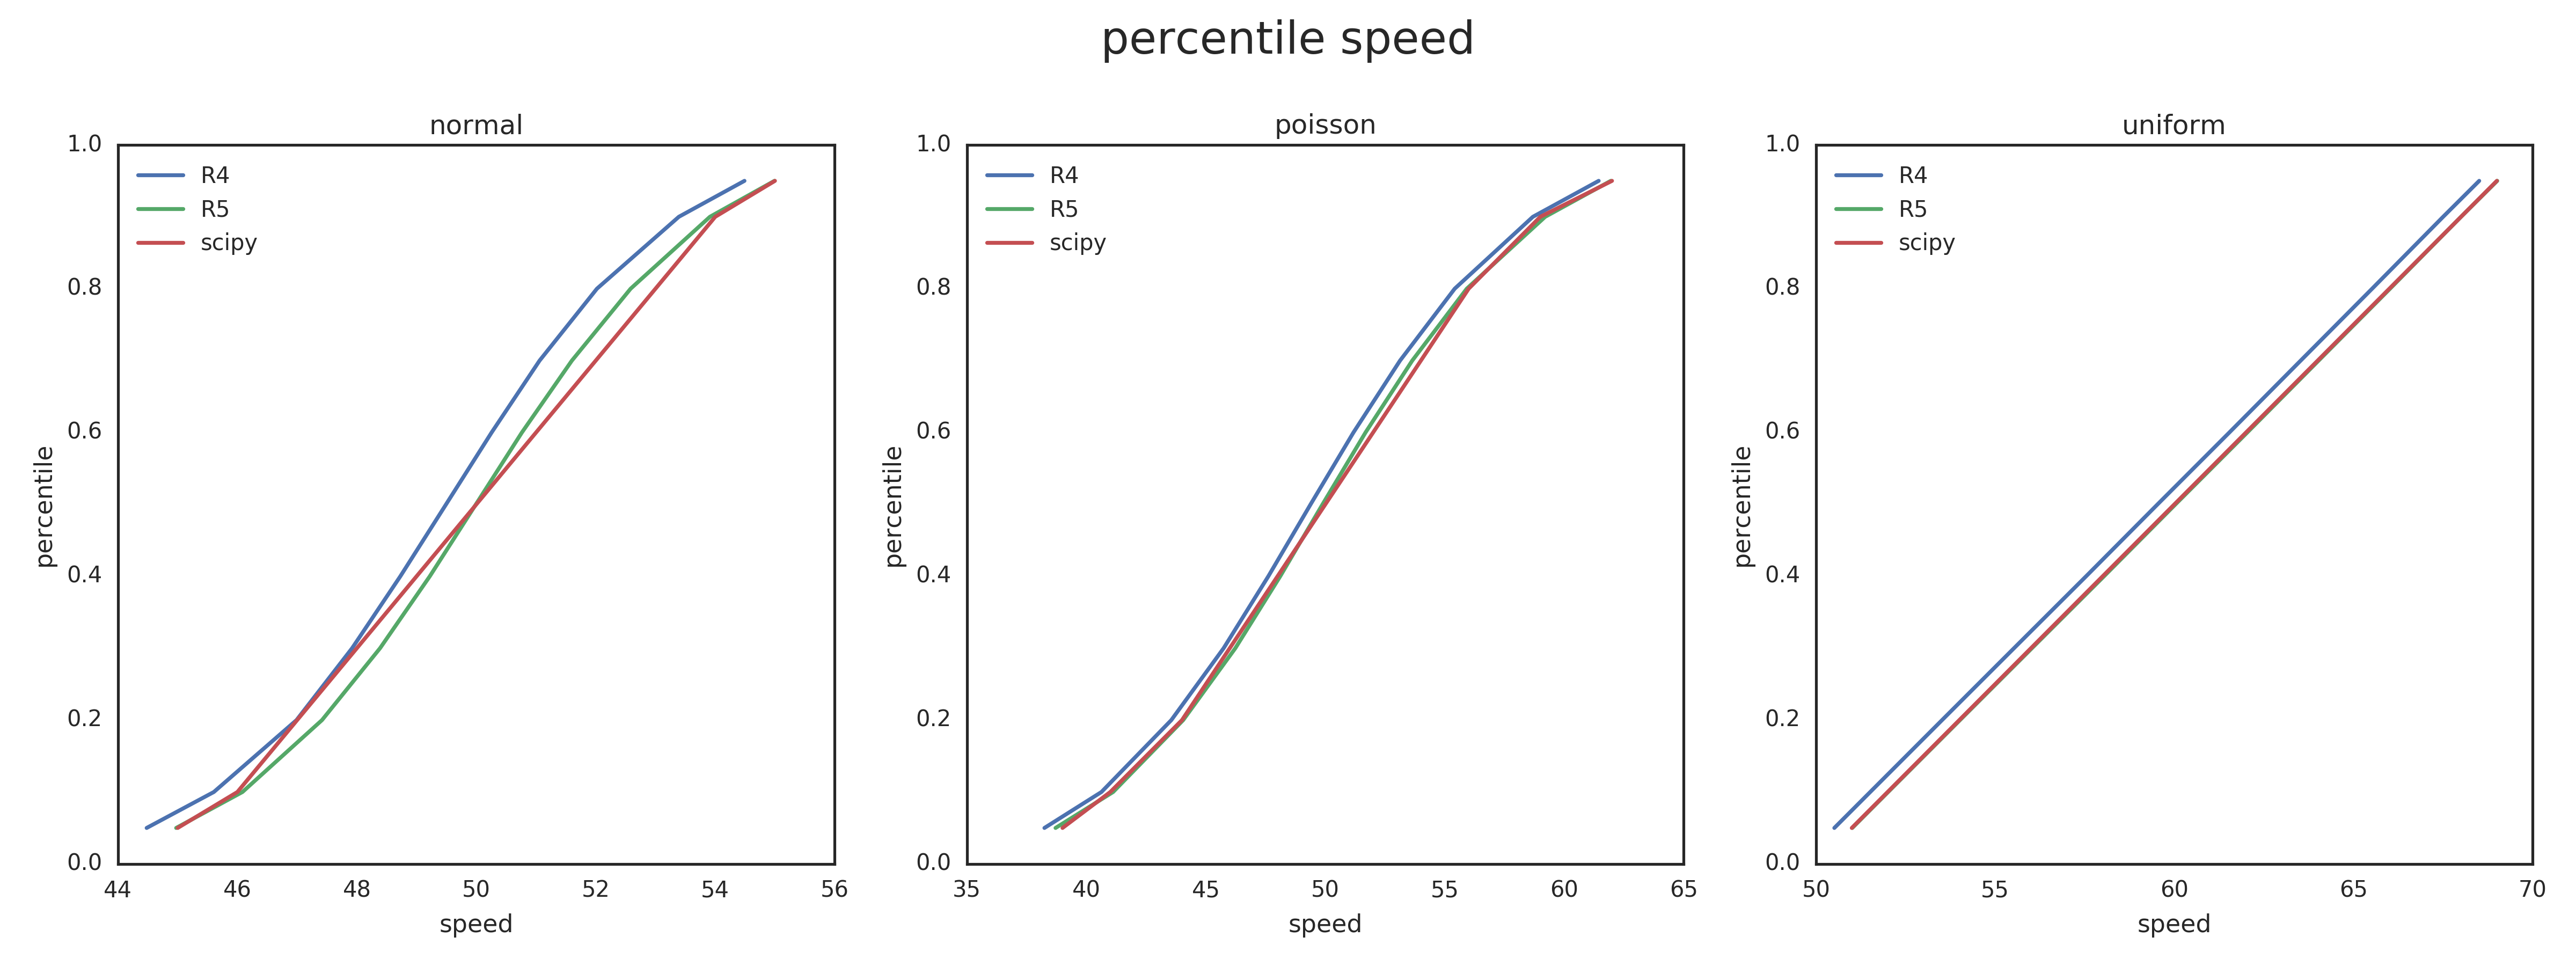 percentile speed
normal
1.0
0.8
0.6
0.4
0.2
0.0
percentile
R4
R5
scipy
44 46 48 50 52 54 56
speed
poisson
1.0
0.8
0.6
0.4
0.2
0.0
percentile
R4
R5
scipy
35 40 45 50 55 60 65
speed
uniform
1.0
0.8
0.6
0.4
0.2
0.0
percentile
R4
R5
scipy
50 55 60 65 70
speed